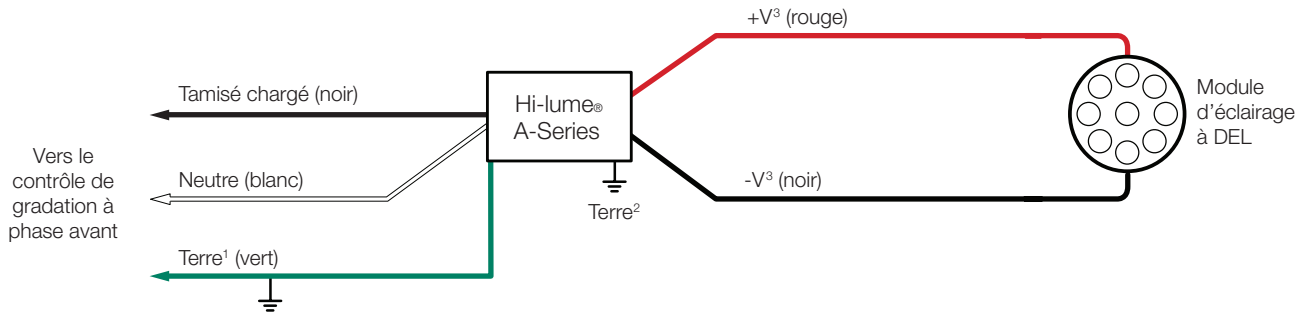 +V³ (rouge)
Tamisé chargé (noir)
Hi-lume®
A-Series
Module
d'éclairage
à DEL
Vers le
contrôle de
gradation à
phase avant
Neutre (blanc)
-V³ (noir)
Terre²
Terre¹ (vert)